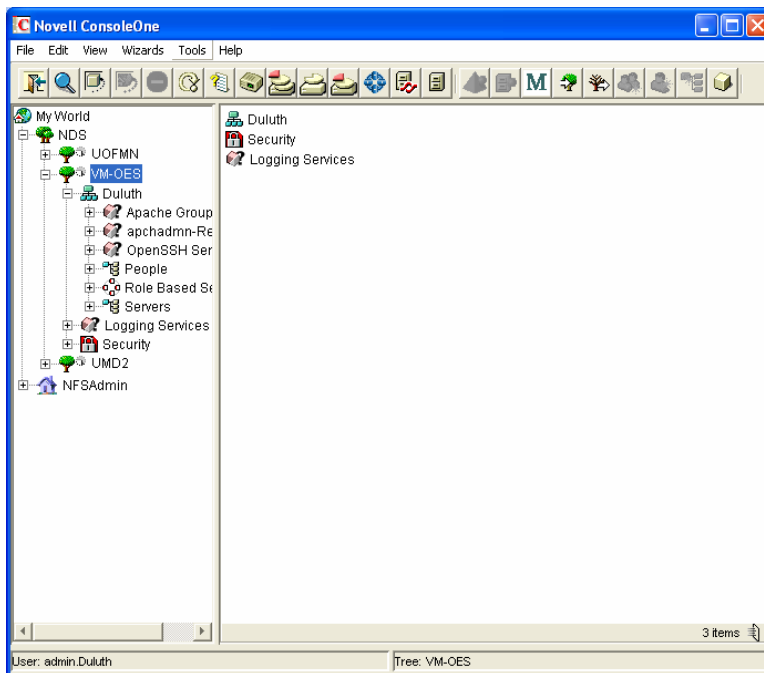 Novell ConsoleOne
File Edit View Wizards Tools Help
M
My World
NDS
UOFMN
VM-OES
Duluth
Apache Group
apchadmn-Re
OpenSSH Ser
People
Role Based Se
Servers
Logging Services
Security
UMD2
NFSAdmin
Duluth
Security
Logging Services
3 items
User: admin.Duluth
Tree: VM-OES